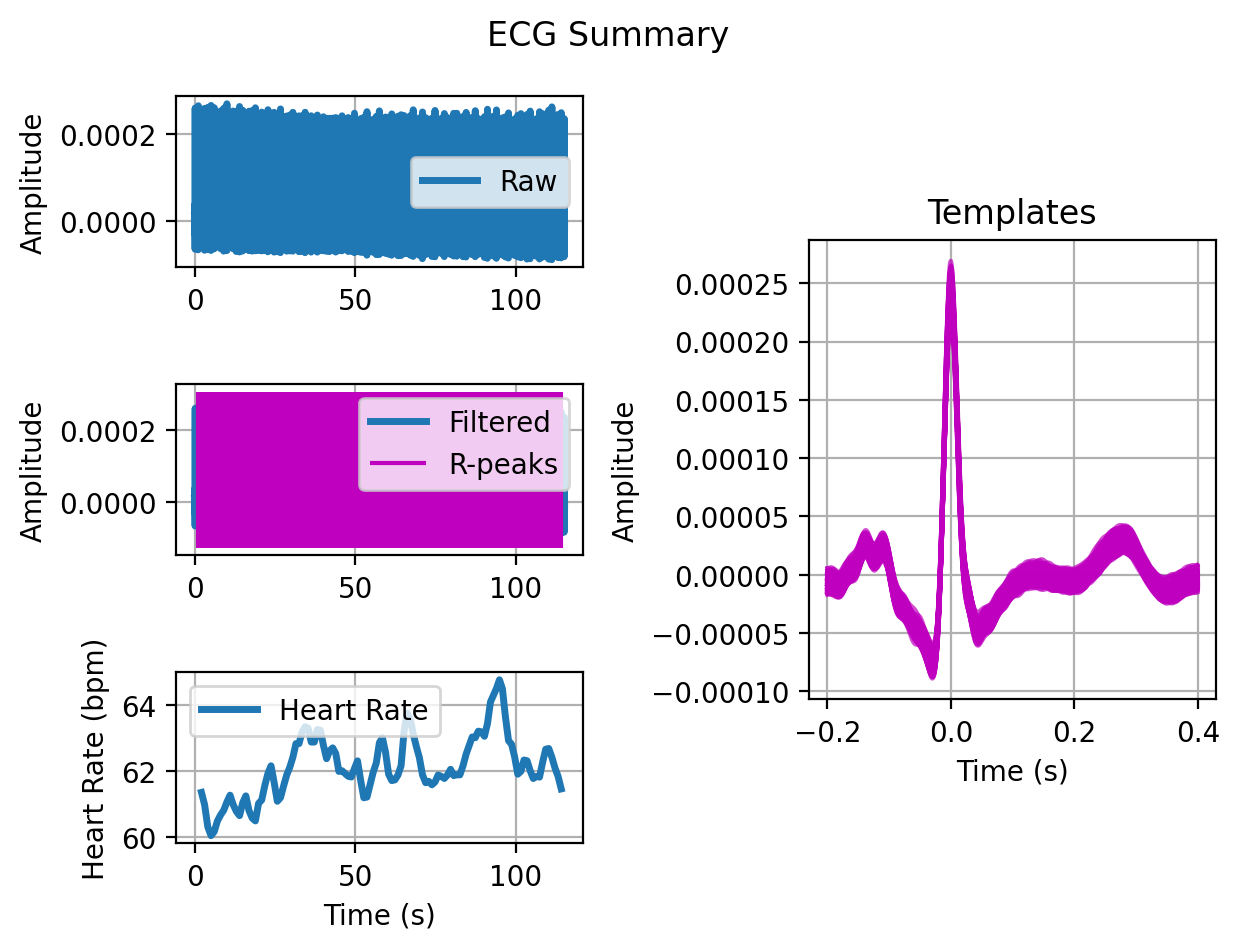 ECG Summary
Amplitude
0.0002
0.0000
Raw
0 50 100
Amplitude
0.0002
0.0000
Filtered
R-peaks
0 50 100
Heart Rate (bpm)
64
62
60
Heart Rate
0 50 100
Time (s)
Templates
Amplitude
0.00025
0.00020
0.00015
0.00010
0.00005
0.00000
−0.00005
−0.00010
−0.2 0.0 0.2 0.4
Time (s)